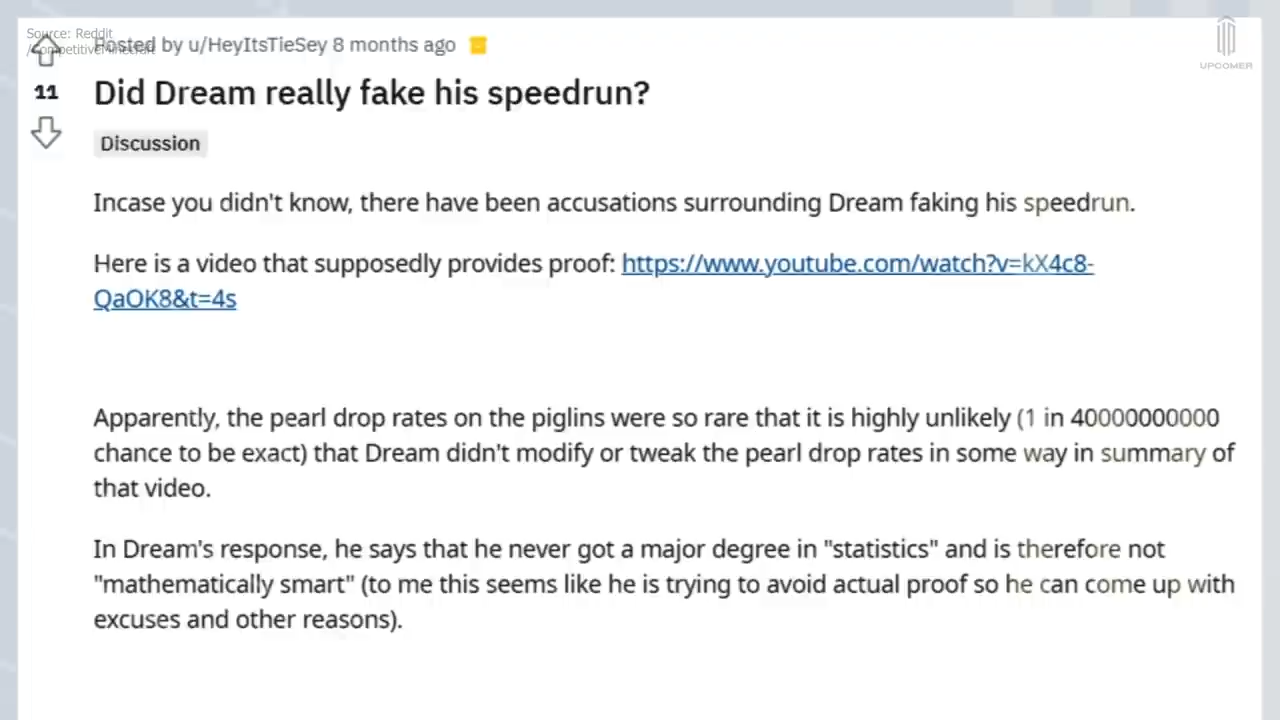 Source: Reddit
/CompetitiveMinecraft
Posted by u/HeyItsTieSey 8 months ago
UPCOMER
11
Did Dream really fake his speedrun?
Discussion
Incase you didn't know, there have been accusations surrounding Dream faking his speedrun.
Here is a video that supposedly provides proof: https://www.youtube.com/watch?v=kX4c8-
QaOK8&t=4s
Apparently, the pearl drop rates on the piglins were so rare that it is highly unlikely (1 in 40000000000
chance to be exact) that Dream didn't modify or tweak the pearl drop rates in some way in summary of
that video.
In Dream's response, he says that he never got a major degree in "statistics" and is therefore not
"mathematically smart" (to me this seems like he is trying to avoid actual proof so he can come up with
excuses and other reasons).